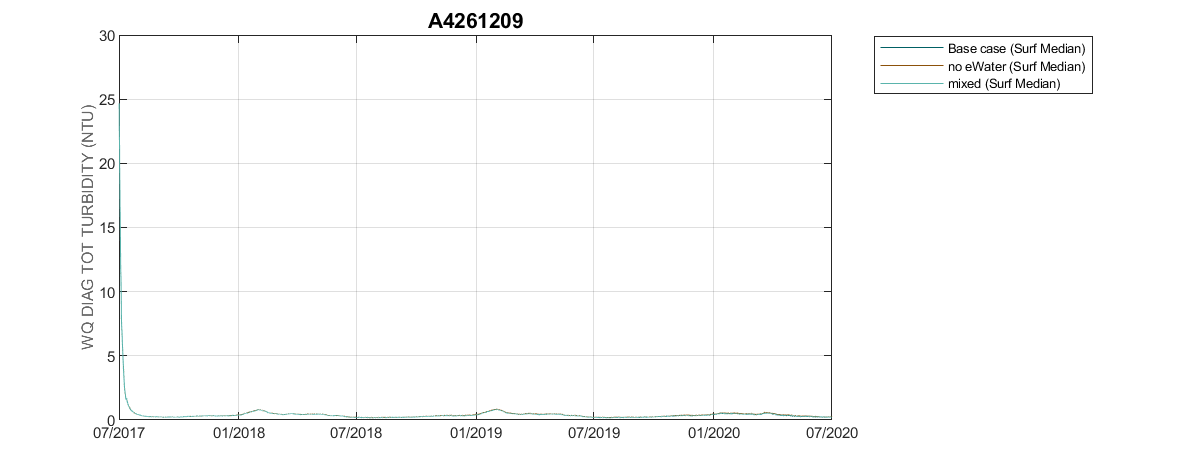 A4261209
WQ DIAG TOT TURBIDITY (NTU)
30
25
20
15
10
5
0
07/2017
01/2018
07/2018
01/2019
07/2019
01/2020
07/2020
Base case (Surf Median)
no eWater (Surf Median)
mixed (Surf Median)